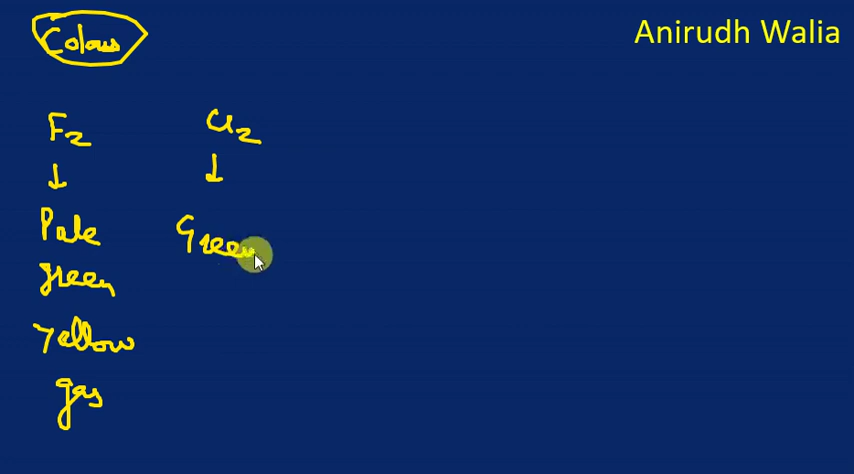 Colour
Anirudh Walia
F2
Cl2
↓
↓
Pale
green
Yellow
gas
Green